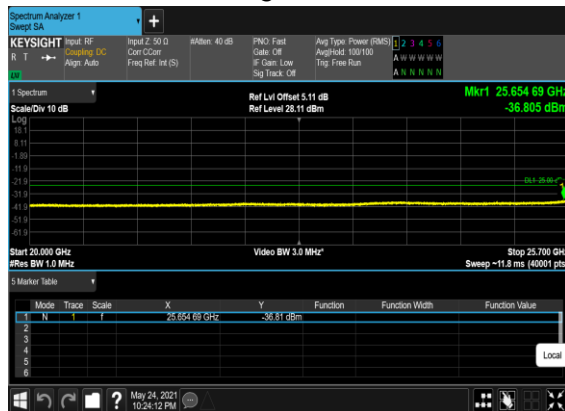 Spectrum Analyzer 1
Swept SA
KEYSIGHT Input: RF Input Z: 50 Ω #Atten: 40 dB PNO: Fast Avg Type: Power (RMS) 1 2 3 4 5 6
R T Coupling: DC Corr CCorr Gate: Off Avg|Hold: 100/100 A W W W W W
Align: Auto Freq Ref: Int (S) IF Gain: Low Trig: Free Run
LW Sig Track: Off A N N N N N
1 Spectrum Ref Lvl Offset 5.11 dB Mkr1 25.654 69 GHz
Scale/Div 10 dB Ref Level 28.11 dBm -36.805 dBm
Log
18.1
8.11
-1.89
-11.9
-21.9 DL1 -25.00
-31.9
-41.9
-51.9
-61.9
Start 20.000 GHz Video BW 3.0 MHz* Stop 25.700 GHz
#Res BW 1.0 MHz Sweep ~11.8 ms (40001 pts
5 Marker Table
Mode Trace Scale X Y Function Function Width Function Value
1 N 1 f 25.654 69 GHz -36.81 dBm
2
3
4
5
6
Local
? May 24, 2021
10:24:12 PM